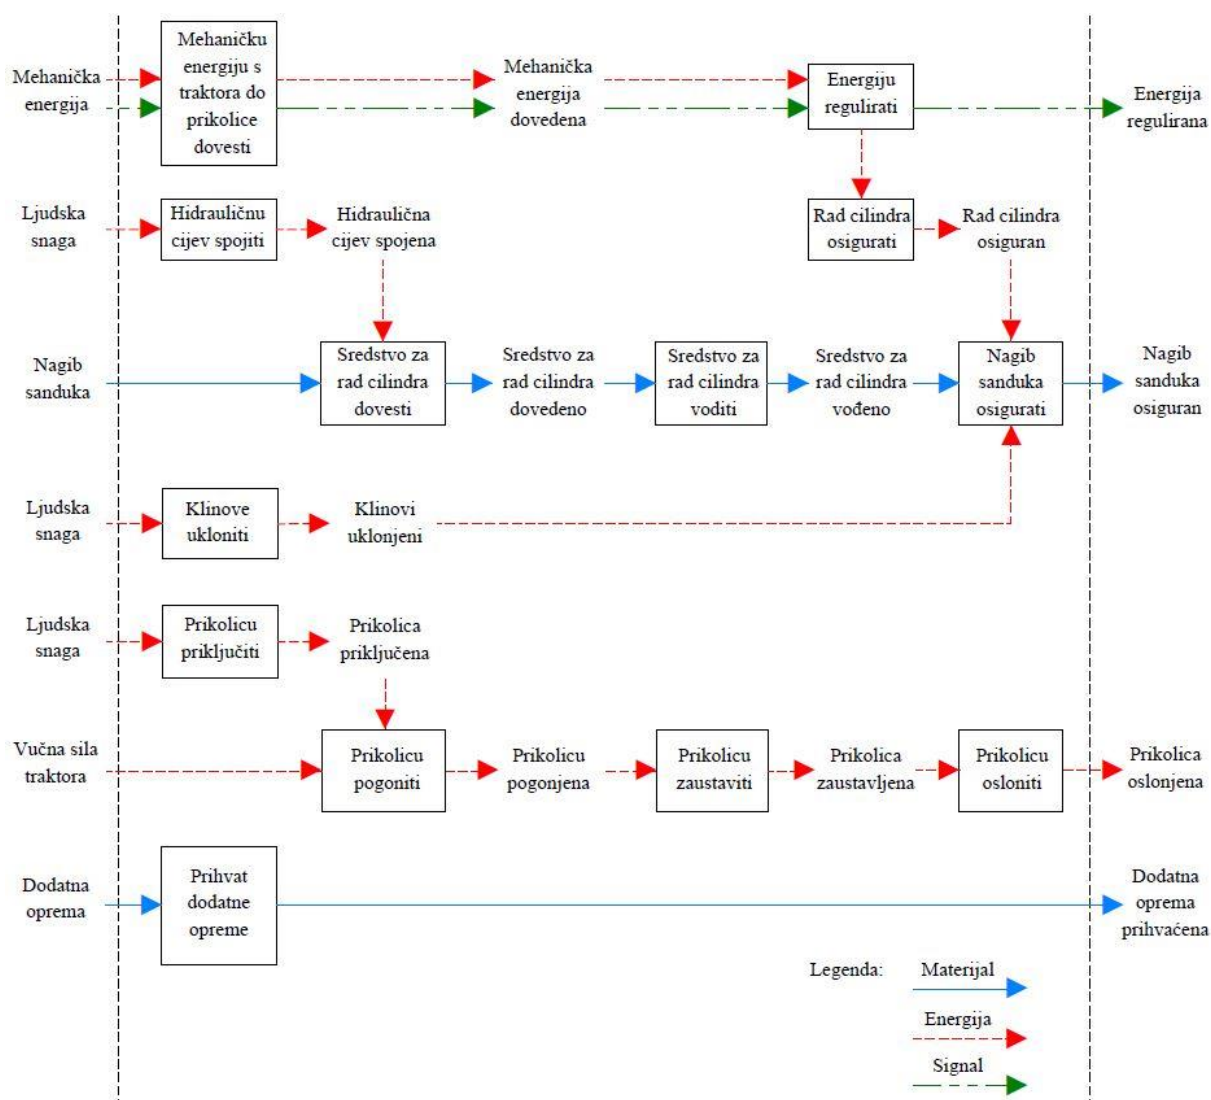 Mehanička
energija
Mehaničku
energiju s
traktora do
prikolice
dovesti
Mehanička
energija
dovedena
Energiju
regulirati
Energija
regulirana
Ljudska
snaga
Hidrauličnu
cijev spojiti
Hidraulična
cijev spojena
Rad cilindra
osigurati
Rad cilindra
osiguran
Nagib
sanduka
Sredstvo za
rad cilindra
dovesti
Sredstvo za
rad cilindra
dovedeno
Sredstvo za
rad cilindra
voditi
Sredstvo za
rad cilindra
vođeno
Nagib
sanduka
osigurati
Nagib
sanduka
osiguran
Ljudska
snaga
Klinove
ukloniti
Klinovi
uklonjeni
Ljudska
snaga
Prikolicu
priključiti
Prikolica
priključena
Vučna sila
traktora
Prikolicu
pogoniti
Prikolicu
pogonjena
Prikolicu
zaustaviti
Prikolica
zaustavljena
Prikolicu
osloniti
Prikolica
oslonjena
Dodatna
oprema
Prihvat
dodatne
opreme
Dodatna
oprema
prihvaćena
Legenda:
Materijal
Energija
Signal